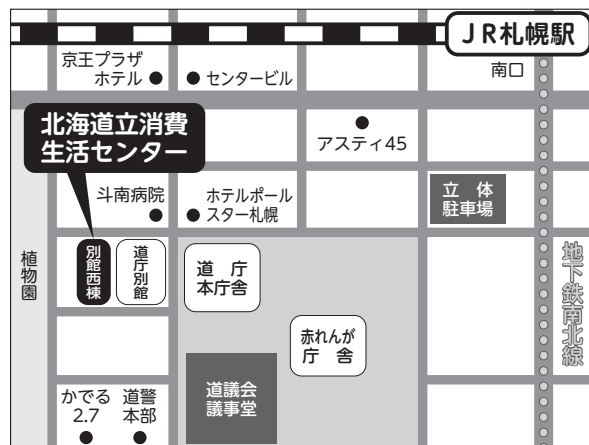 JR札幌駅
南口
京王プラザ
ホテル
センタービル
アスティ45
北海道立消費
生活センター
斗南病院
ホテルポール
スター札幌
立体
駐車場
植物園
別館西棟
道庁別館
道庁
本庁舎
地下鉄南北線
赤れんが
庁舎
道議会
議事堂
かでる
2.7
道警
本部